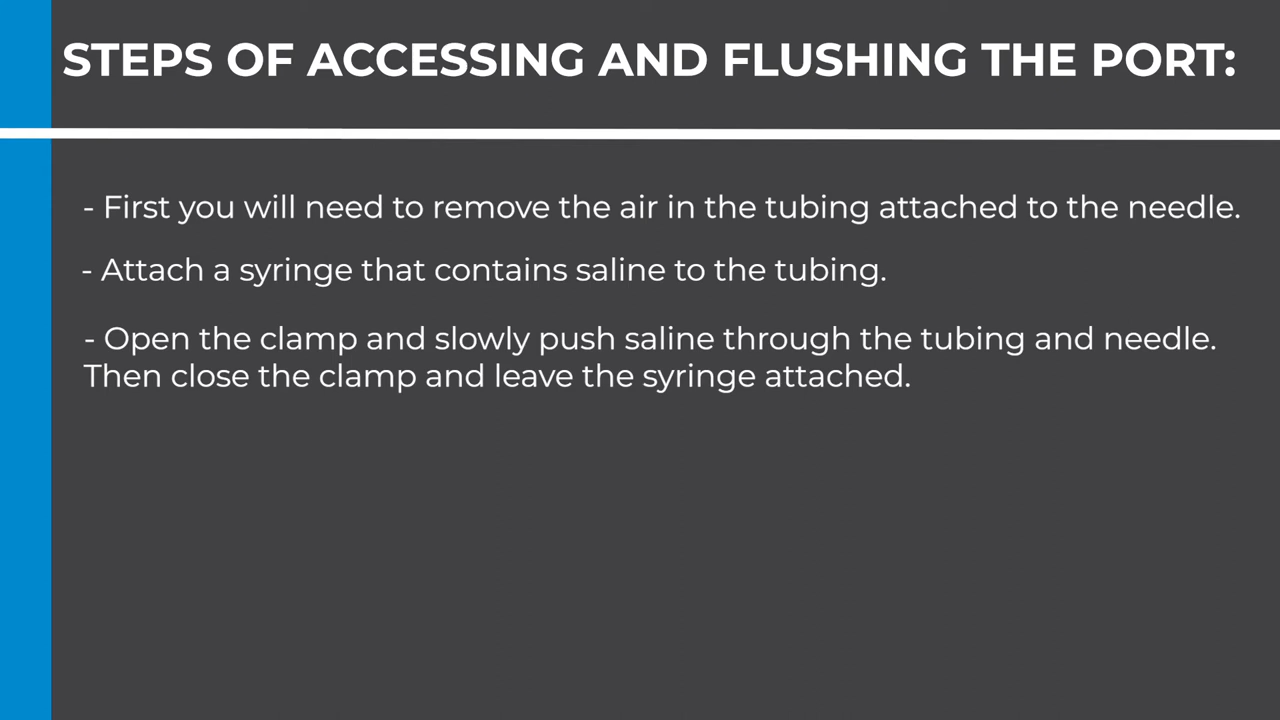 STEPS OF ACCESSING AND FLUSHING THE PORT:
- First you will need to remove the air in the tubing attached to the needle.
- Attach a syringe that contains saline to the tubing.
- Open the clamp and slowly push saline through the tubing and needle.
Then close the clamp and leave the syringe attached.